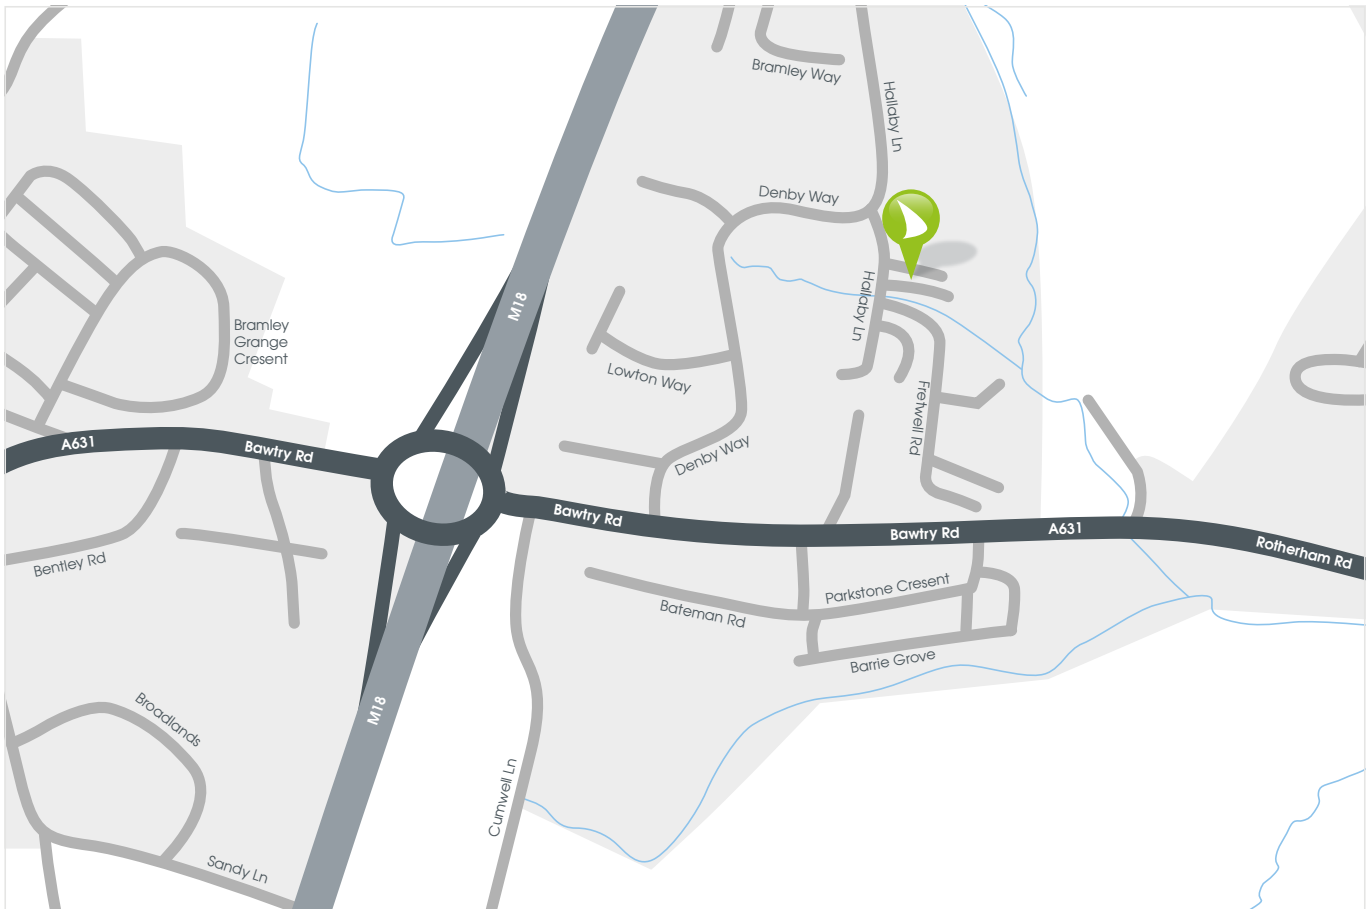 Bramley Way
Hallaby Ln
Denby Way
Hallaby Ln
M18
Bramley
Grange
Cresent
Lowton Way
Fretwell Rd
A631
Bawtry Rd
Denby Way
Bawtry Rd
Bawtry Rd
A631
Rotherham Rd
Bentley Rd
Parkstone Cresent
Bateman Rd
Barrie Grove
Broadlands
M18
Cumwell Ln
Sandy Ln